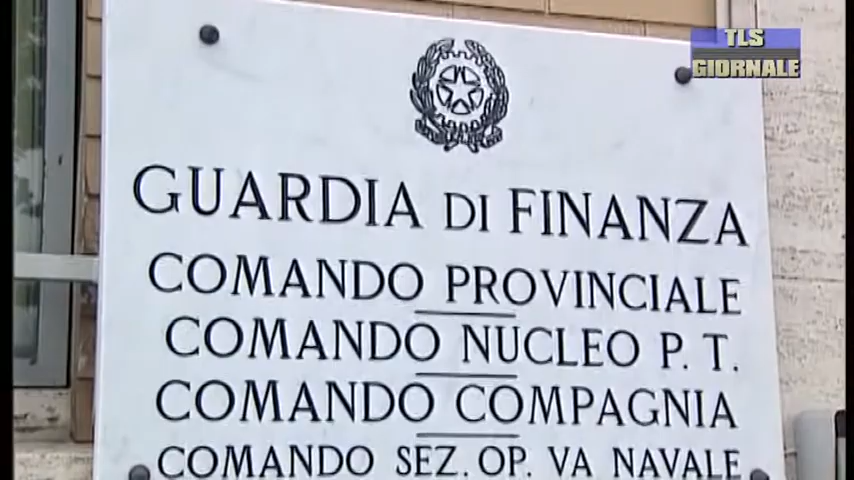 TLS
GIORNALE
GUARDIA DI FINANZA
COMANDO PROVINCIALE
COMANDO NUCLEO P.T.
COMANDO COMPAGNIA
COMANDO SEZ. OP. VA NAVALE